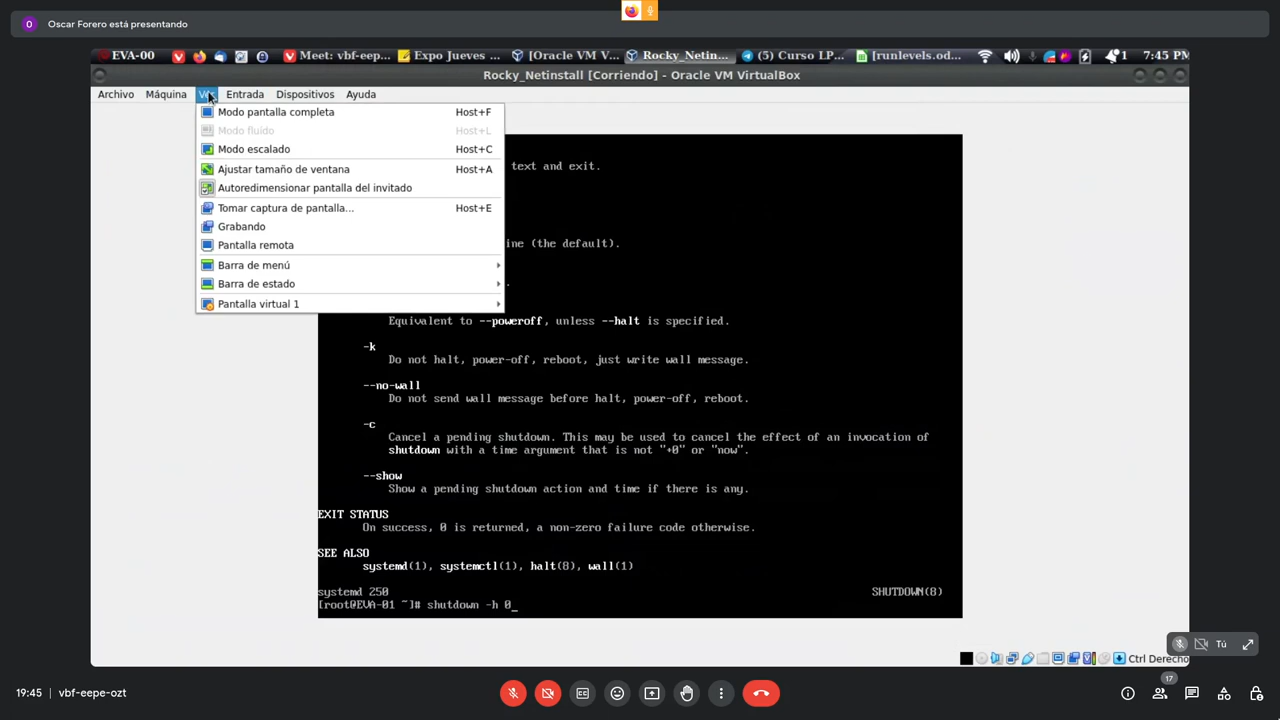 O Oscar Forero está presentando
EVA-00 Meet: vbf-eep... Expo Jueves ... [Oracle VM V... Rocky_Netin... (5) Curso LP... [runlevels.od... 1 7:45 PM
Rocky_Netinstall [Corriendo] - Oracle VM VirtualBox
Archivo Máquina Ver Entrada Dispositivos Ayuda
Modo pantalla completa Host+F
Modo fluido Host+L
Modo escalado Host+C
Ajustar tamaño de ventana Host+A
Autoredimensionar pantalla del invitado
Tomar captura de pantalla... Host+E
Grabando
Pantalla remota
Barra de menú
Barra de estado
Pantalla virtual 1
text and exit.
ine (the default).
.
Equivalent to --poweroff, unless --halt is specified.
-k
Do not halt, power-off, reboot, just write wall message.
--no-wall
Do not send wall message before halt, power-off, reboot.
-c
Cancel a pending shutdown. This may be used to cancel the effect of an invocation of
shutdown with a time argument that is not "+0" or "now".
--show
Show a pending shutdown action and time if there is any.
EXIT STATUS
On success, 0 is returned, a non-zero failure code otherwise.
SEE ALSO
systemd(1), systemctl(1), halt(8), wall(1)
systemd 250 SHUTDOWN(8)
[root@EVA-01 ~]# shutdown -h 0_
Tú
Ctrl Derecho
19:45 vbf-eepe-ozt
17